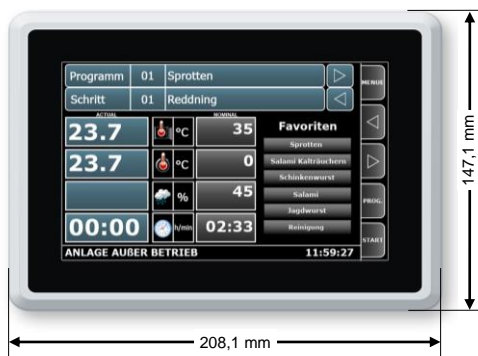 Programm 01 Sprotten
MENUE
Schritt 01 Reddning
ACTUAL NOMINAL
23.7 °C 35
Favoriten
Sprotten
23.7 °C 0
Salami Kalträuchern
Schinkenwurst
% 45
Salami
PROG.
Jagdwurst
00:00 h/min 02:33
Reinigung
START
ANLAGE AUßER BETRIEB 11:59:27
147,1 mm
208,1 mm